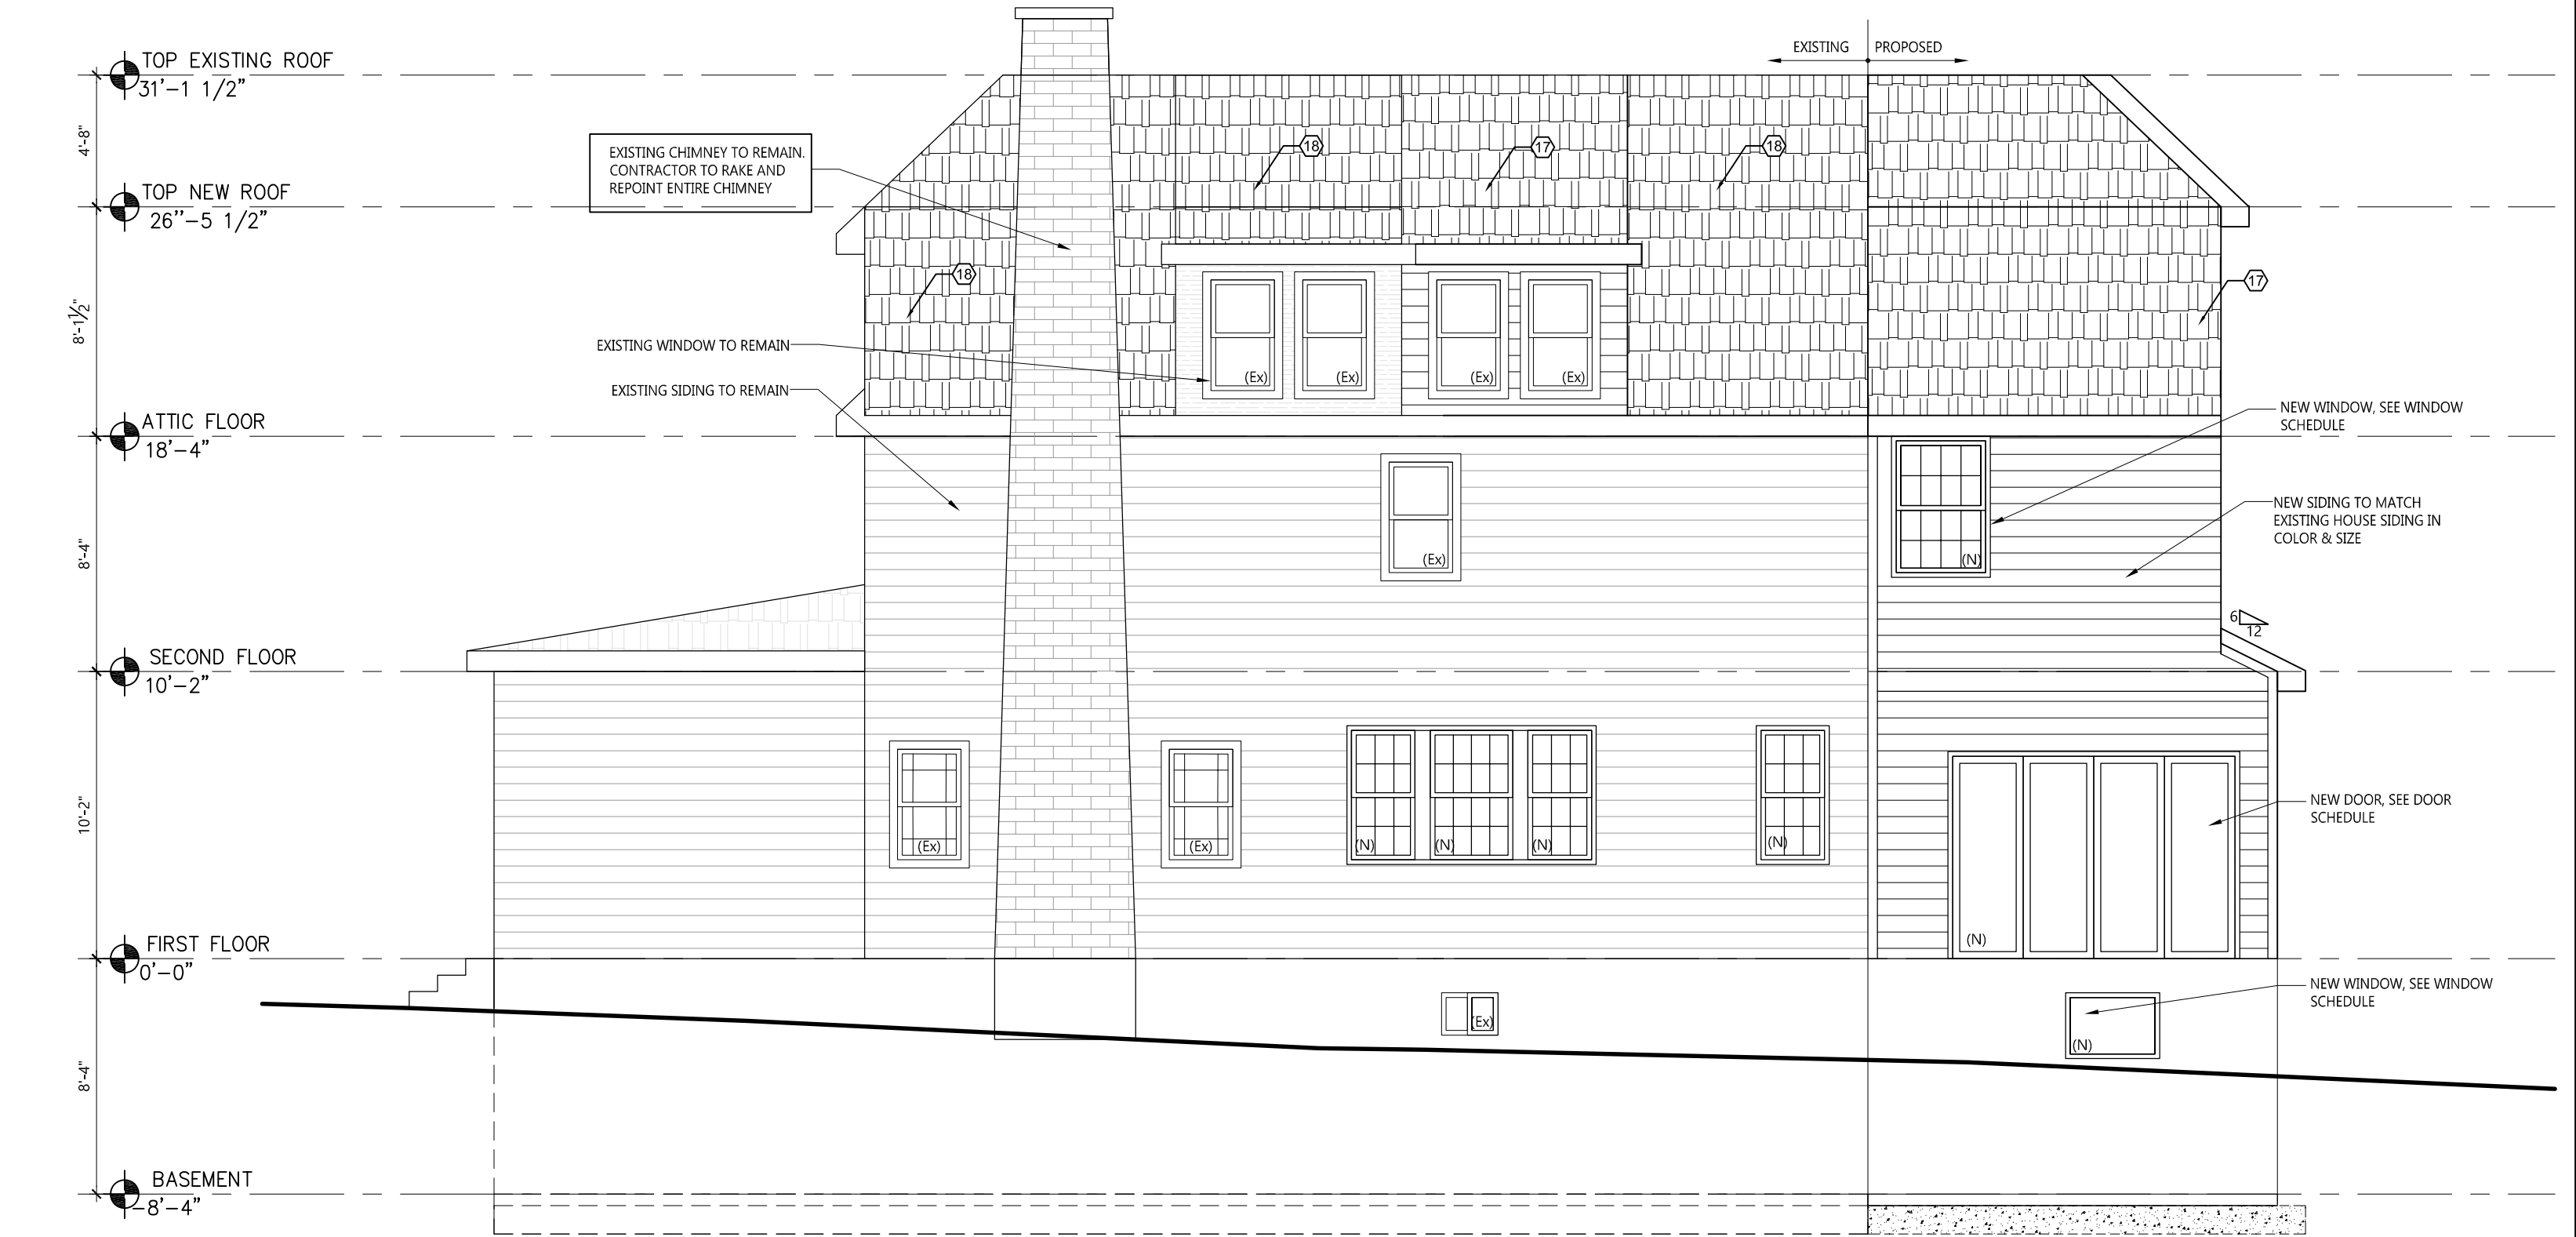 EXISTING
PROPOSED
TOP EXISTING ROOF
31'-1 1/2"
4'-8"
EXISTING CHIMNEY TO REMAIN.
CONTRACTOR TO RAKE AND
REPOINT ENTIRE CHIMNEY
18
17
18
TOP NEW ROOF
26''-5 1/2"
18
17
8'-1½"
EXISTING WINDOW TO REMAIN
(Ex)
(Ex)
(Ex)
(Ex)
EXISTING SIDING TO REMAIN
ATTIC FLOOR
18'-4"
NEW WINDOW, SEE WINDOW
SCHEDULE
NEW SIDING TO MATCH
EXISTING HOUSE SIDING IN
COLOR & SIZE
8'-4"
(Ex)
(N)
6
12
SECOND FLOOR
10'-2"
10'-2"
(Ex)
(Ex)
(N)
(N)
(N)
(N)
NEW DOOR, SEE DOOR
SCHEDULE
(N)
FIRST FLOOR
0'-0"
NEW WINDOW, SEE WINDOW
SCHEDULE
(Ex)
(N)
8'-4"
BASEMENT
-8'-4"